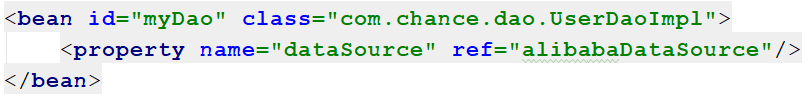 <bean id="myDao" class="com.chance.dao.UserDaoImpl">
<property name="dataSource" ref="alibabaDataSource"/>
</bean>